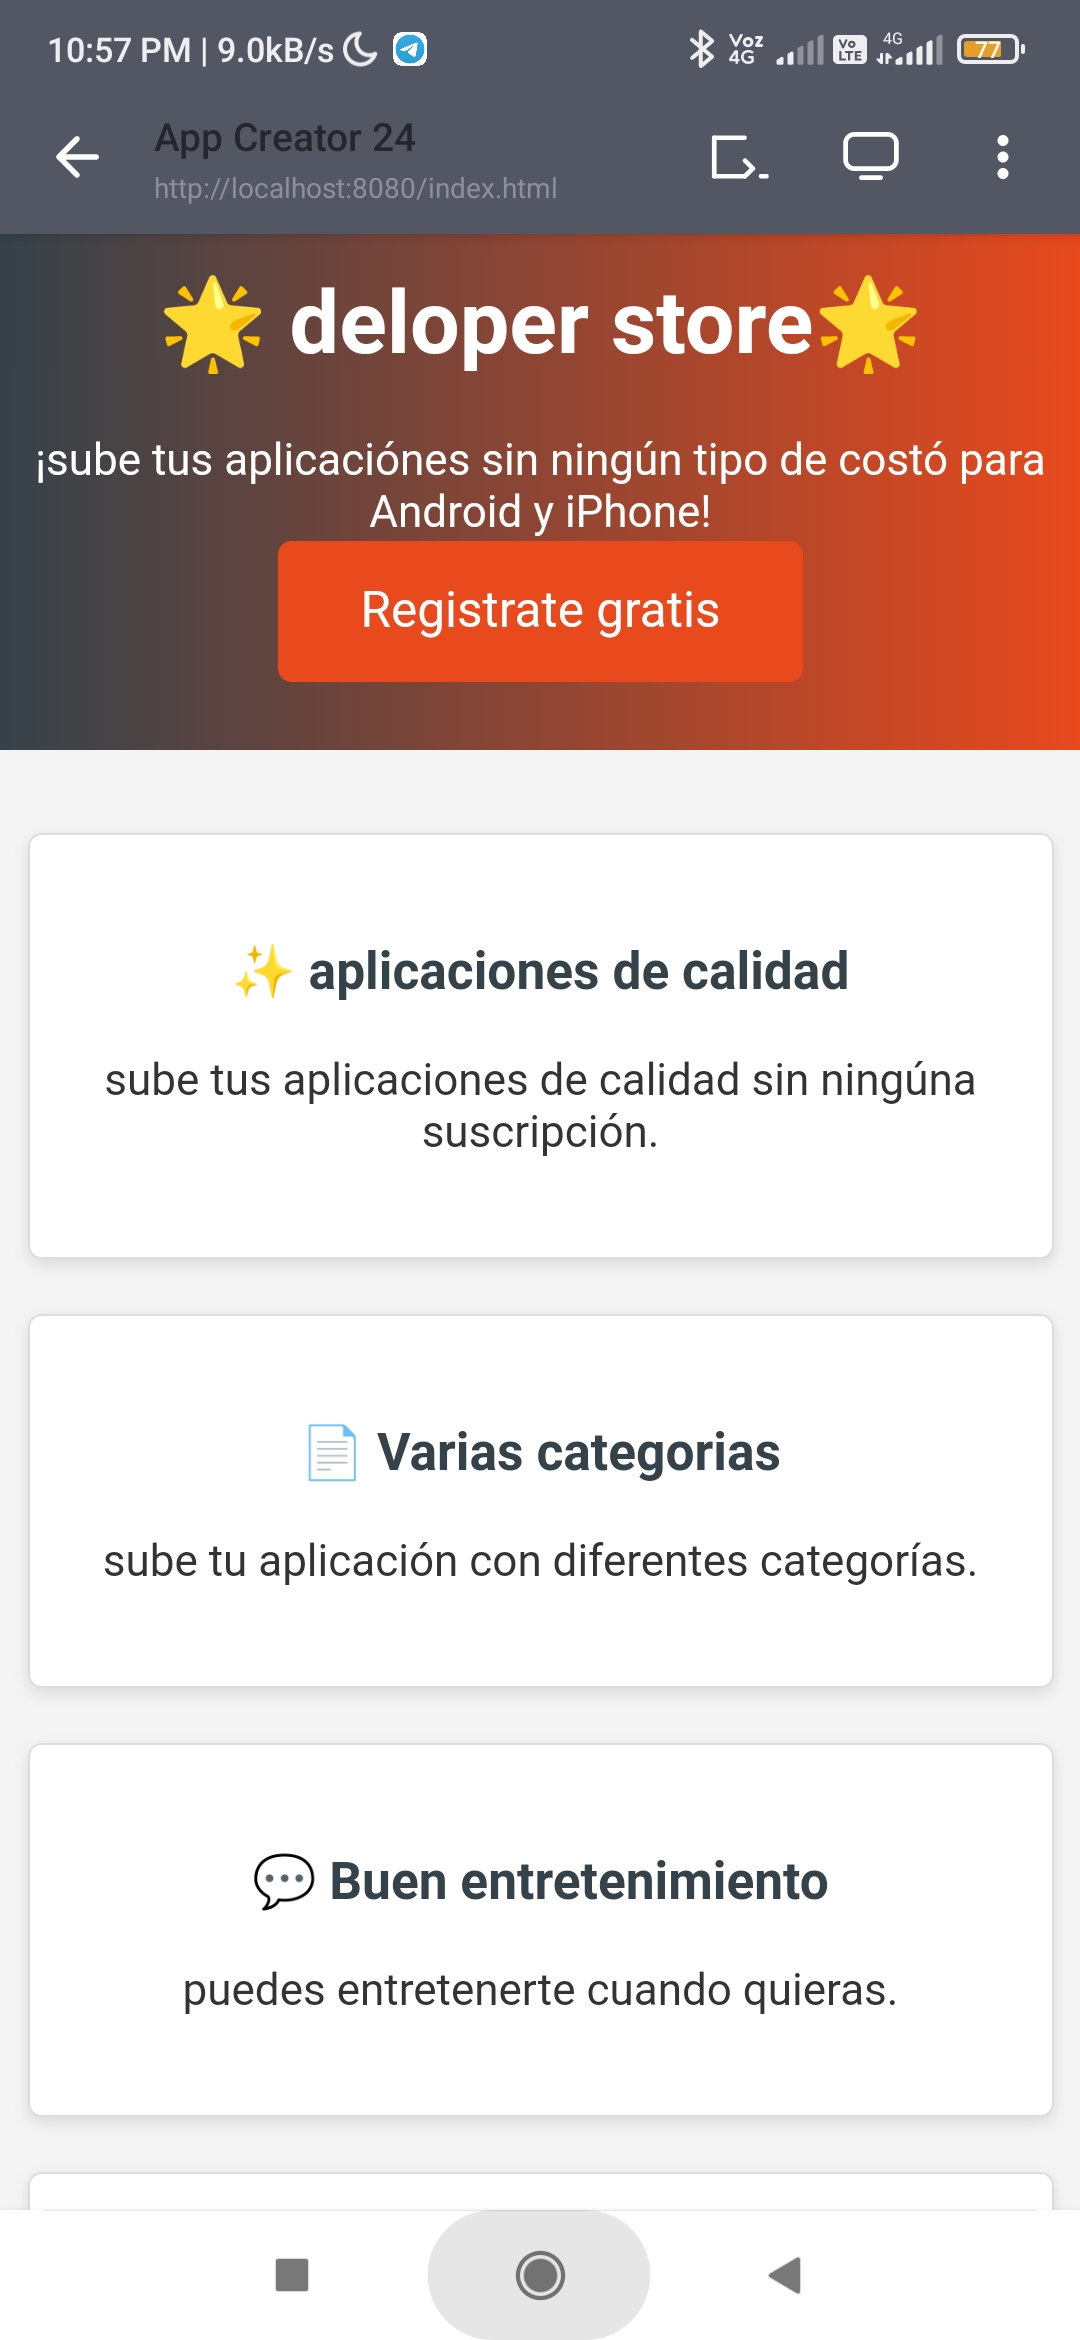 10:57 PM | 9.0kB/s
Voz 4G
Vo LTE
4G
77
App Creator 24
http://localhost:8080/index.html
🌟 deloper store🌟
¡sube tus aplicaciónes sin ningún tipo de costó para
Android y iPhone!
Registrate gratis
✨ aplicaciones de calidad
sube tus aplicaciones de calidad sin ningúna
suscripción.
📄 Varias categorias
sube tu aplicación con diferentes categorías.
💬 Buen entretenimiento
puedes entretenerte cuando quieras.